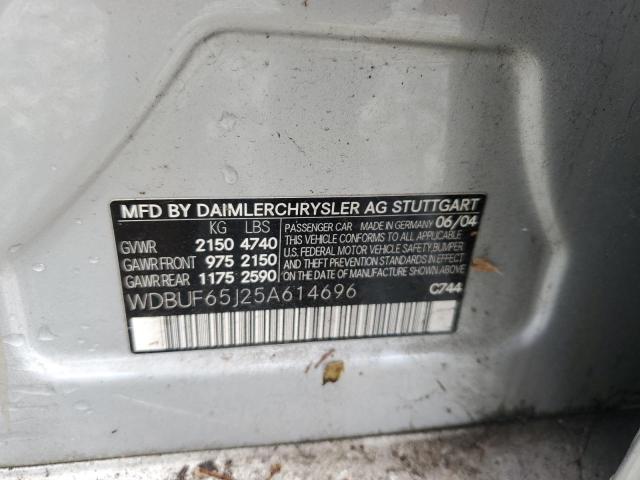 MFD BY DAIMLERCHRYSLER AG STUTTGART
KG LBS
GVWR 2150 4740
GAWR FRONT 975 2150
GAWR REAR 1175 2590
PASSENGER CAR MADE IN GERMANY 06/04
THIS VEHICLE CONFORMS TO ALL APPLICABLE
U.S. FEDERAL MOTOR VEHICLE SAFETY, BUMPER
AND THEFT PREVENTION STANDARDS IN EFFECT ON
THE DATE OF MANUFACTURE SHOWN ABOVE.
WDBUF65J25A614696 C744